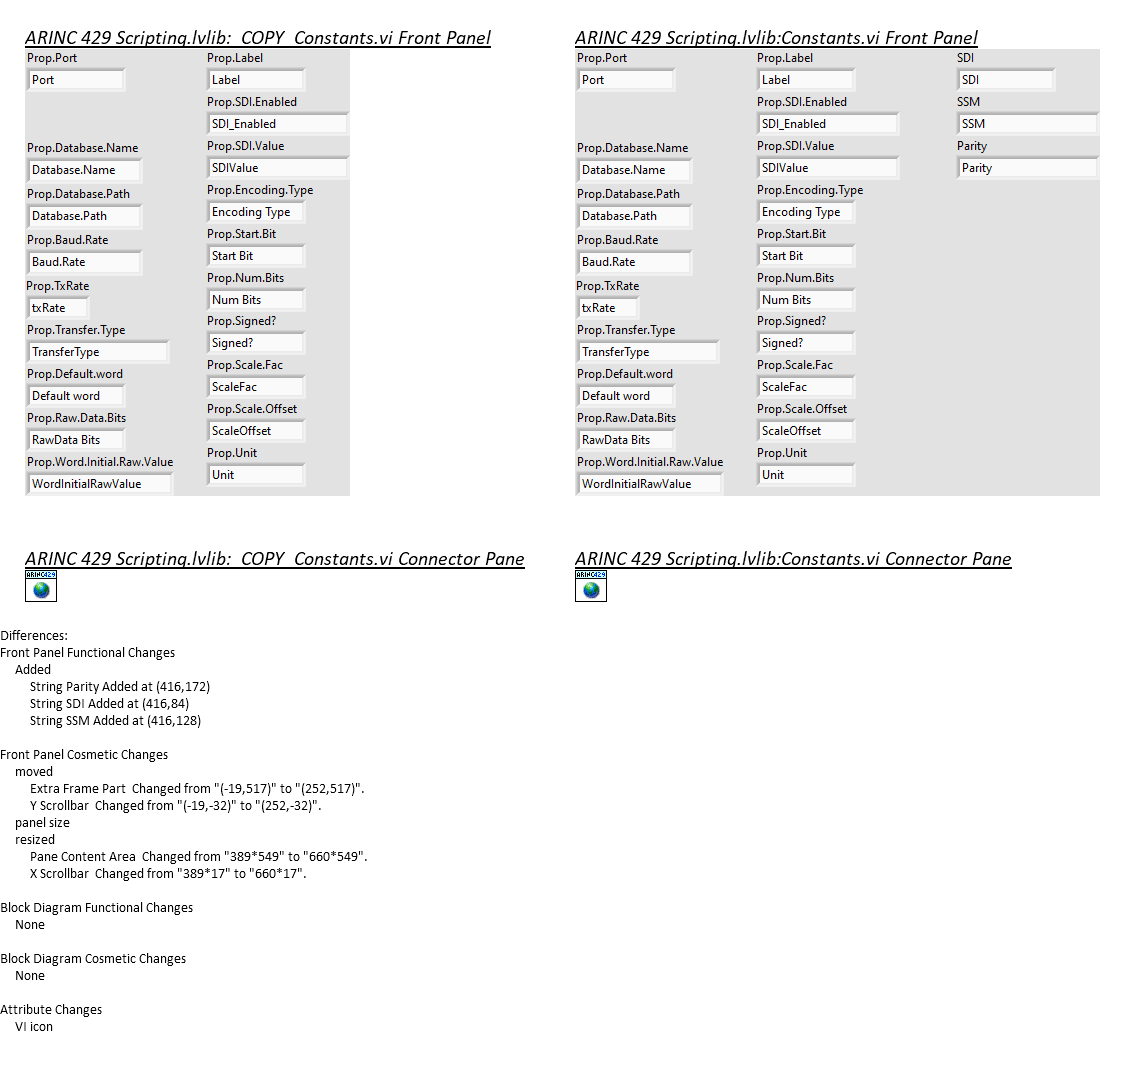 ARINC 429 Scripting.lvlib:_COPY_Constants.vi Front Panel
Prop.Port
Port
Prop.Database.Name
Database.Name
Prop.Database.Path
Database.Path
Prop.Baud.Rate
Baud.Rate
Prop.TxRate
txRate
Prop.Transfer.Type
TransferType
Prop.Default.word
Default word
Prop.Raw.Data.Bits
RawData Bits
Prop.Word.Initial.Raw.Value
WordInitialRawValue
Prop.Label
Label
Prop.SDI.Enabled
SDI_Enabled
Prop.SDI.Value
SDIValue
Prop.Encoding.Type
Encoding Type
Prop.Start.Bit
Start Bit
Prop.Num.Bits
Num Bits
Prop.Signed?
Signed?
Prop.Scale.Fac
ScaleFac
Prop.Scale.Offset
ScaleOffset
Prop.Unit
Unit
ARINC 429 Scripting.lvlib:Constants.vi Front Panel
Prop.Port
Port
Prop.Database.Name
Database.Name
Prop.Database.Path
Database.Path
Prop.Baud.Rate
Baud.Rate
Prop.TxRate
txRate
Prop.Transfer.Type
TransferType
Prop.Default.word
Default word
Prop.Raw.Data.Bits
RawData Bits
Prop.Word.Initial.Raw.Value
WordInitialRawValue
Prop.Label
Label
Prop.SDI.Enabled
SDI_Enabled
Prop.SDI.Value
SDIValue
Prop.Encoding.Type
Encoding Type
Prop.Start.Bit
Start Bit
Prop.Num.Bits
Num Bits
Prop.Signed?
Signed?
Prop.Scale.Fac
ScaleFac
Prop.Scale.Offset
ScaleOffset
Prop.Unit
Unit
SDI
SDI
SSM
SSM
Parity
Parity
ARINC 429 Scripting.lvlib:_COPY_Constants.vi Connector Pane
ARINC429
ARINC 429 Scripting.lvlib:Constants.vi Connector Pane
ARINC429
Differences:
Front Panel Functional Changes
Added
String Parity Added at (416,172)
String SDI Added at (416,84)
String SSM Added at (416,128)
Front Panel Cosmetic Changes
moved
Extra Frame Part  Changed from "(-19,517)" to "(252,517)".
Y Scrollbar  Changed from "(-19,-32)" to "(252,-32)".
panel size
resized
Pane Content Area  Changed from "389*549" to "660*549".
X Scrollbar  Changed from "389*17" to "660*17".
Block Diagram Functional Changes
None
Block Diagram Cosmetic Changes
None
Attribute Changes
VI icon